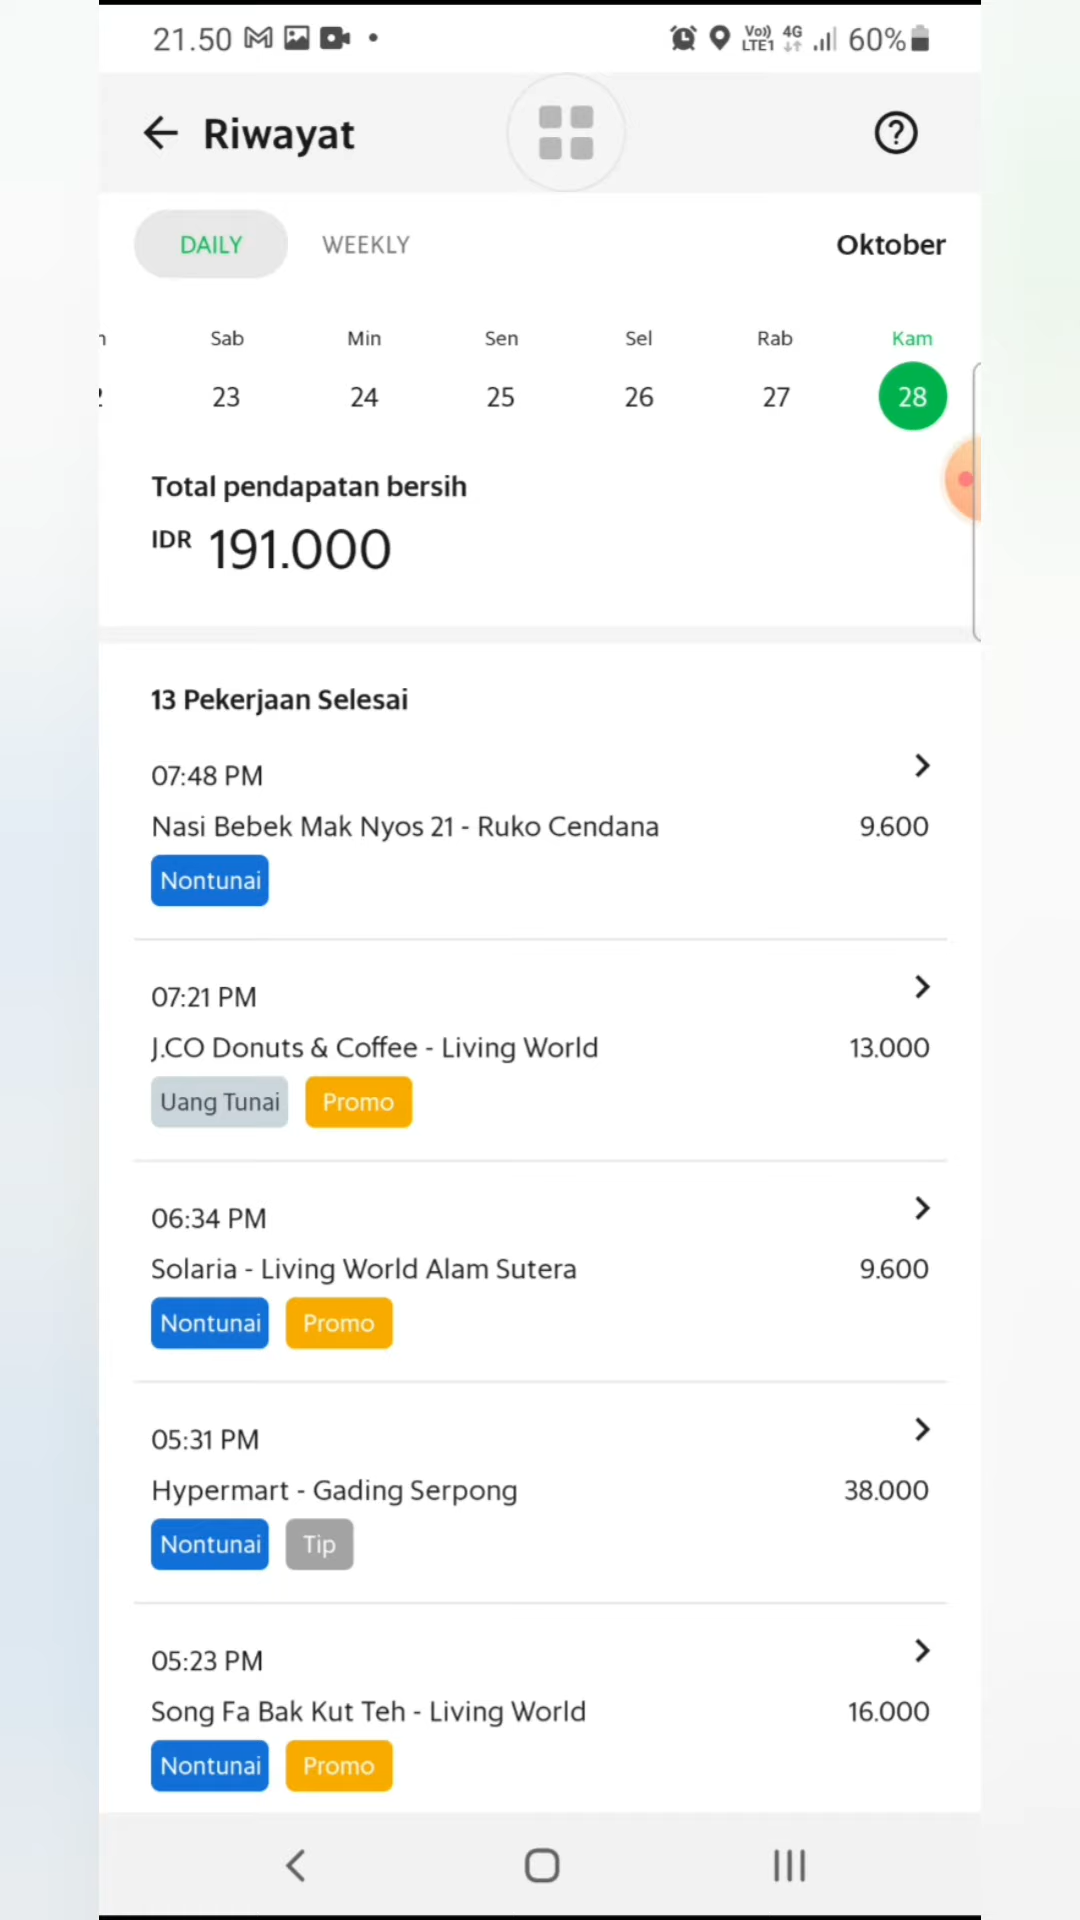 21.50
Vo)) LTE1 4G 60%
Riwayat
DAILY WEEKLY Oktober
Sab Min Sen Sel Rab Kam
23 24 25 26 27 28
Total pendapatan bersih
IDR 191.000
13 Pekerjaan Selesai
07:48 PM
Nasi Bebek Mak Nyos 21 - Ruko Cendana 9.600
Nontunai
07:21 PM
J.CO Donuts & Coffee - Living World 13.000
Uang Tunai Promo
06:34 PM
Solaria - Living World Alam Sutera 9.600
Nontunai Promo
05:31 PM
Hypermart - Gading Serpong 38.000
Nontunai Tip
05:23 PM
Song Fa Bak Kut Teh - Living World 16.000
Nontunai Promo